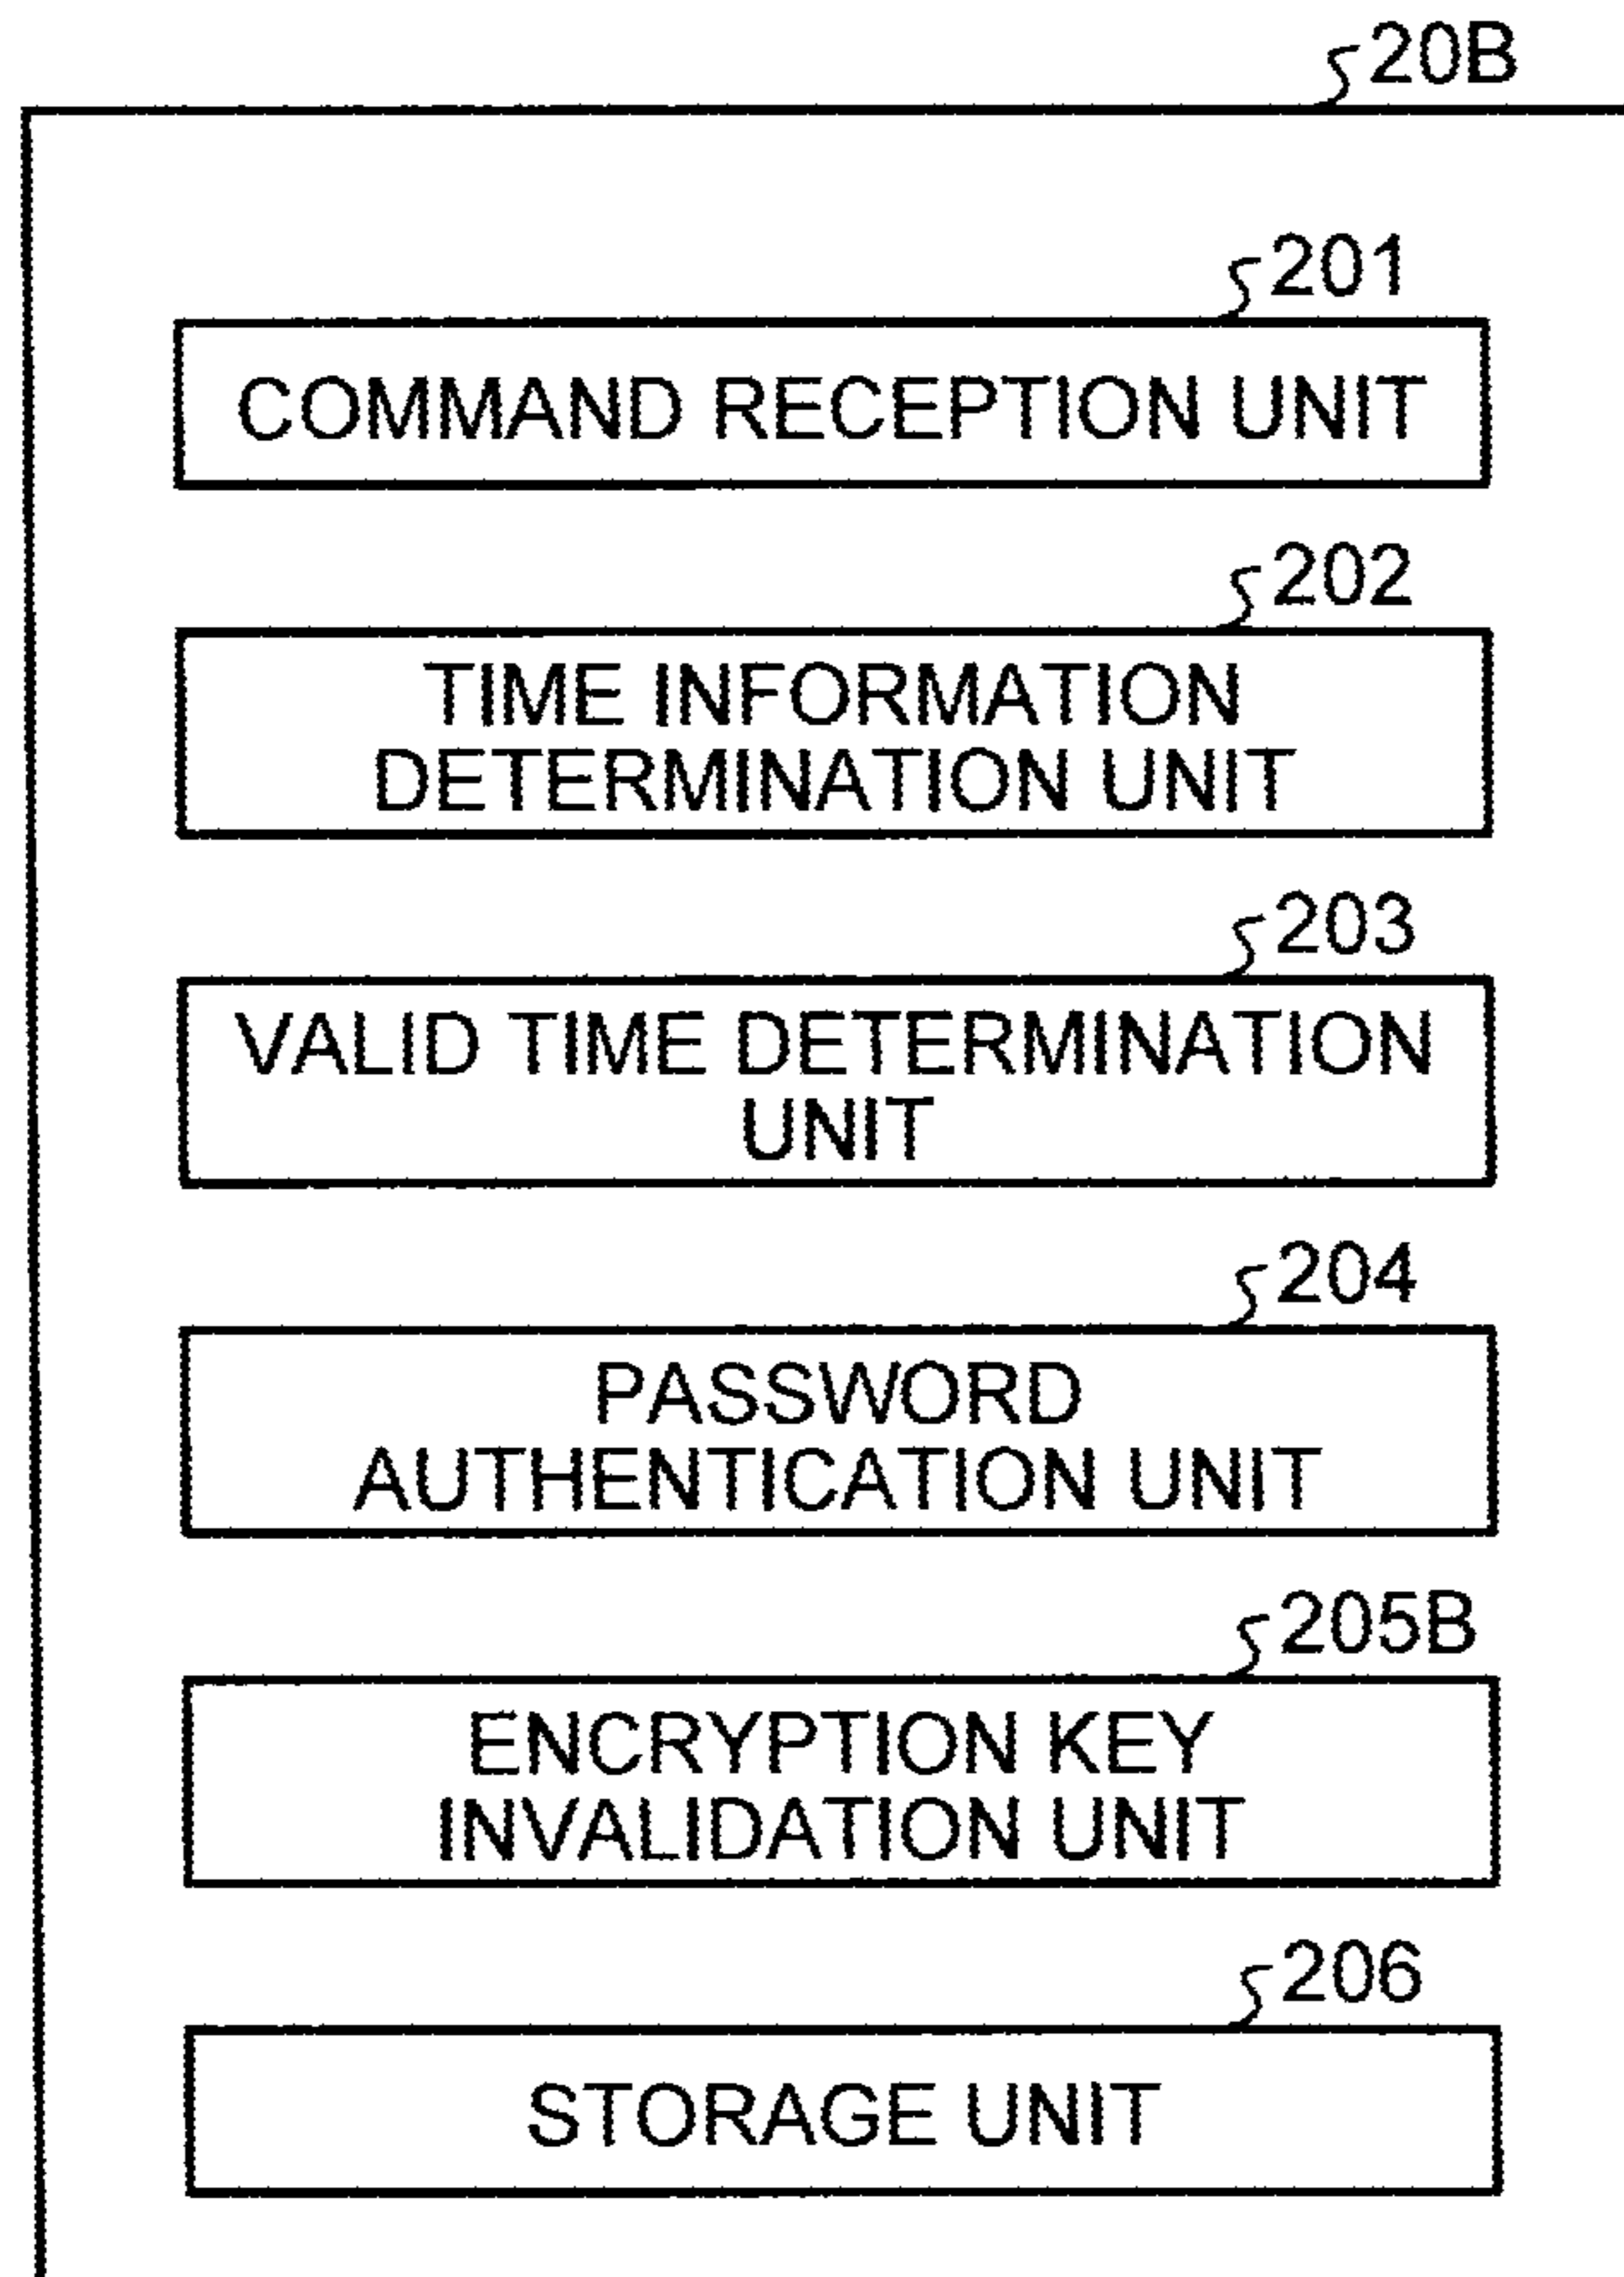 20B
201
COMMAND RECEPTION UNIT
202
TIME INFORMATION
DETERMINATION UNIT
203
VALID TIME DETERMINATION
UNIT
204
PASSWORD
AUTHENTICATION UNIT
205B
ENCRYPTION KEY
INVALIDATION UNIT
206
STORAGE UNIT